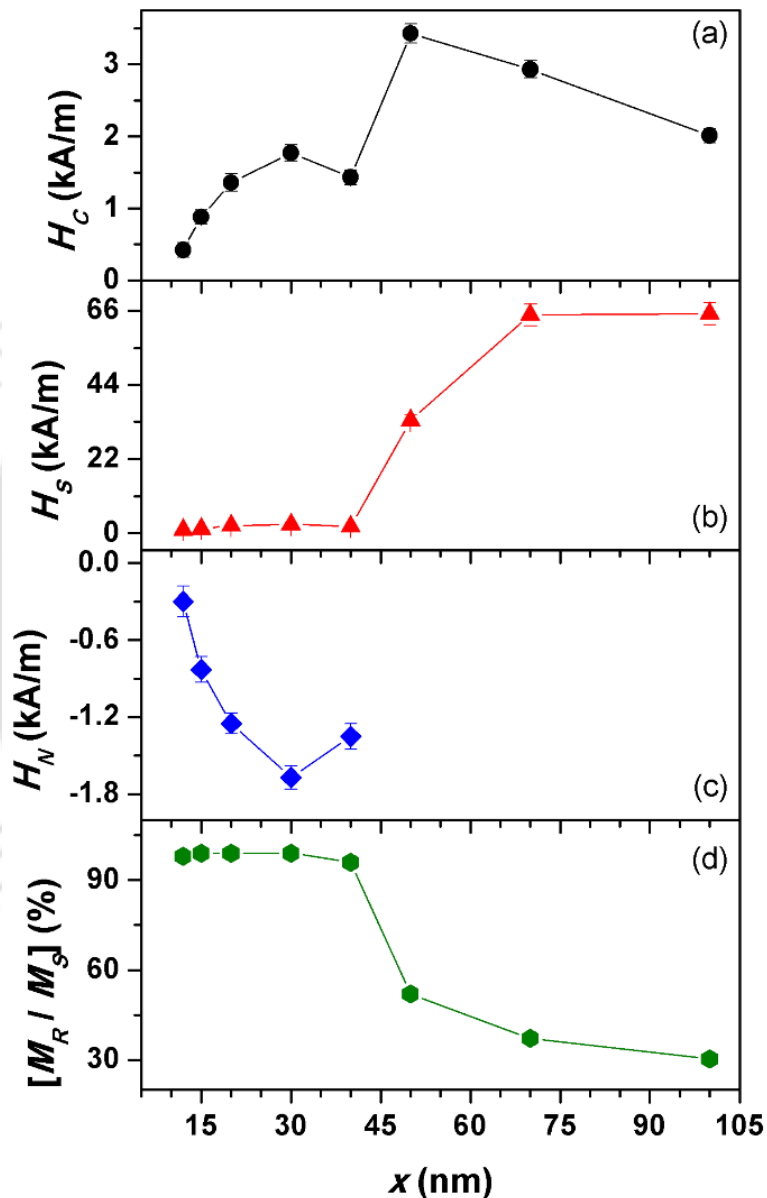 (a)
H_C (kA/m)
3
2
1
0
(b)
H_S (kA/m)
66
44
22
0
(c)
H_N (kA/m)
0.0
-0.6
-1.2
-1.8
(d)
[M_R / M_S] (%)
90
60
30
15 30 45 60 75 90 105
x (nm)